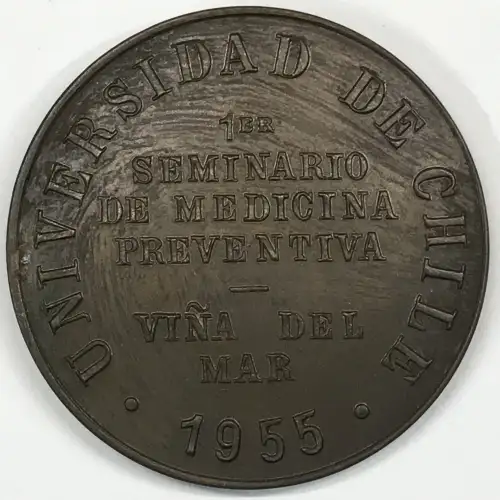 UNIVERSIDAD DE CHILE
1ER
SEMINARIO
DE MEDICINA
PREVENTIVA
—
VIÑA DEL
MAR
· 1955 ·